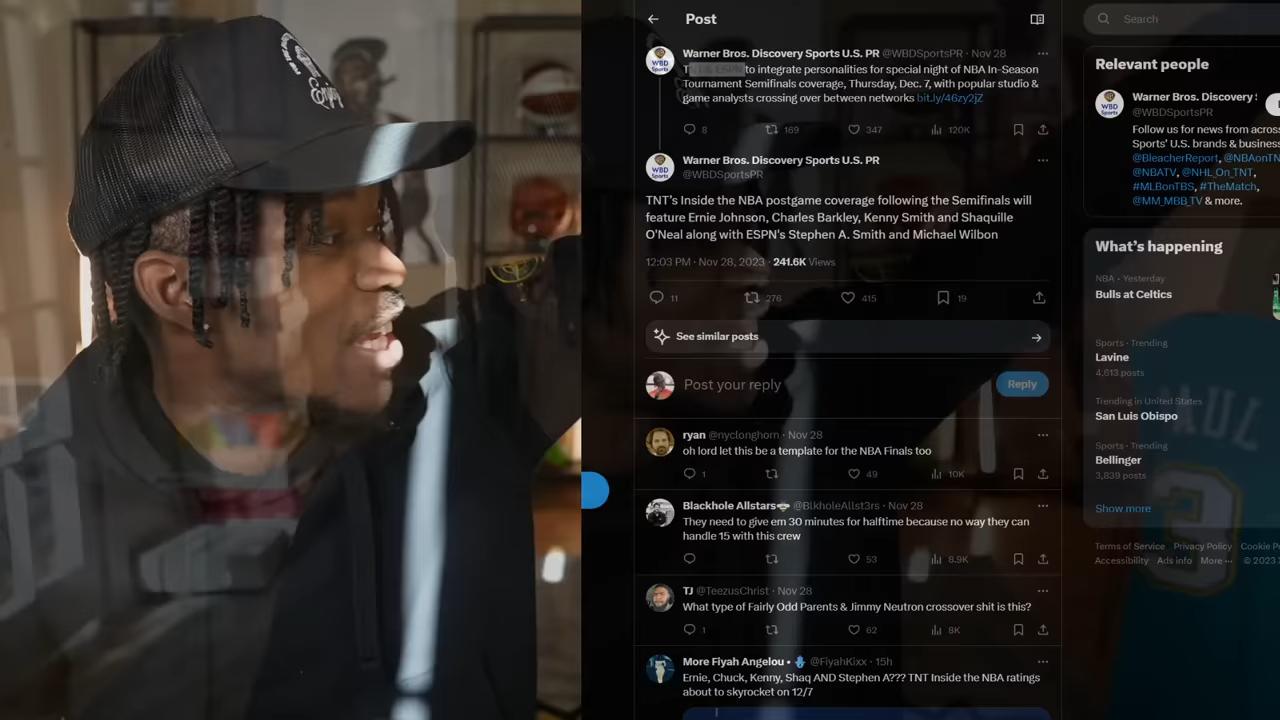 Post
Search
Warner Bros. Discovery Sports U.S. PR @WBDSportsPR · Nov 28
to integrate personalities for special night of NBA In-Season
Tournament Semifinals coverage, Thursday, Dec. 7, with popular studio &
game analysts crossing over between networks bit.ly/46zy2jZ
8 169 347 120K
Warner Bros. Discovery Sports U.S. PR
@WBDSportsPR
TNT's Inside the NBA postgame coverage following the Semifinals will
feature Ernie Johnson, Charles Barkley, Kenny Smith and Shaquille
O'Neal along with ESPN's Stephen A. Smith and Michael Wilbon
12:03 PM · Nov 28, 2023 · 241.6K Views
11 276 415 19
See similar posts
Post your reply
Reply
ryan @nyclonghorn · Nov 28
oh lord let this be a template for the NBA Finals too
1 49 10K
Blackhole Allstars @BlkholeAllst3rs · Nov 28
They need to give em 30 minutes for halftime because no way they can
handle 15 with this crew
53 8.9K
TJ @TeezusChrist · Nov 28
What type of Fairly Odd Parents & Jimmy Neutron crossover shit is this?
1 62 8K
More Fiyah Angelou • @FiyahKixx · 15h
Ernie, Chuck, Kenny, Shaq AND Stephen A??? TNT Inside the NBA ratings
about to skyrocket on 12/7
Relevant people
Warner Bros. Discovery
@WBDSportsPR
Follow us for news from across
Sports' U.S. brands & business
@BleacherReport, @NBAonTN
@NBATV, @NHL_On_TNT,
#MLBonTBS, #TheMatch,
@MM_MBB_TV & more.
What's happening
NBA · Yesterday
Bulls at Celtics
Sports · Trending
Lavine
4,613 posts
Trending in United States
San Luis Obispo
Sports · Trending
Bellinger
3,839 posts
Show more
Terms of Service Privacy Policy Cookie P
Accessibility Ads info More ··· © 2023
WBD
Sports
WBD
Sports
WBD
Sports
AUL
3